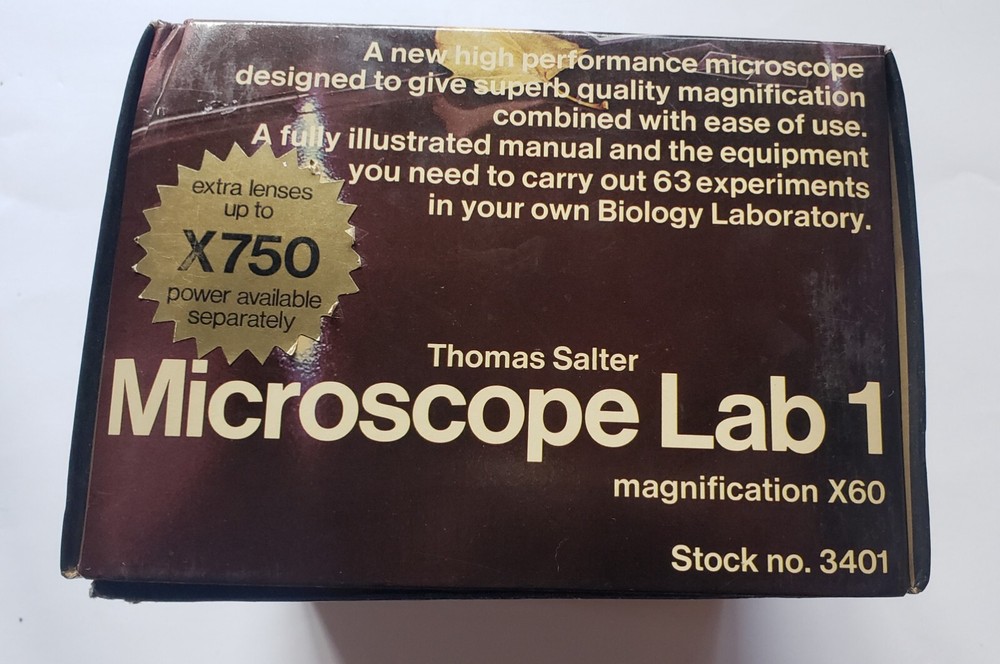 A new high performance microscope
designed to give superb quality magnification
combined with ease of use.
A fully illustrated manual and the equipment
you need to carry out 63 experiments
in your own Biology Laboratory.
extra lenses
up to
X750
power available
separately
Thomas Salter
Microscope Lab 1
magnification X60
Stock no. 3401